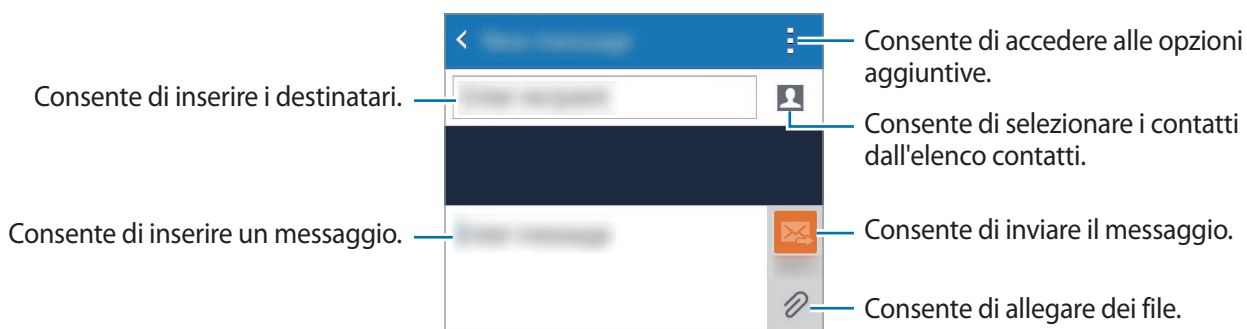 Consente di accedere alle opzioni
aggiuntive.
Consente di inserire i destinatari.
Consente di selezionare i contatti
dall'elenco contatti.
Consente di inserire un messaggio.
Consente di inviare il messaggio.
Consente di allegare dei file.